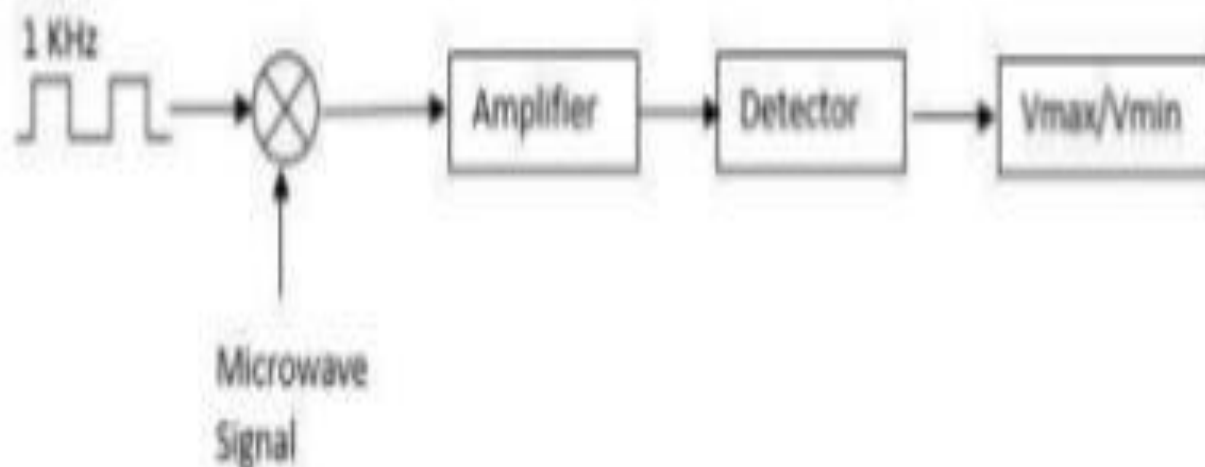 1 KHz
Amplifier
Detector
Vmax/Vmin
Microwave
Signal